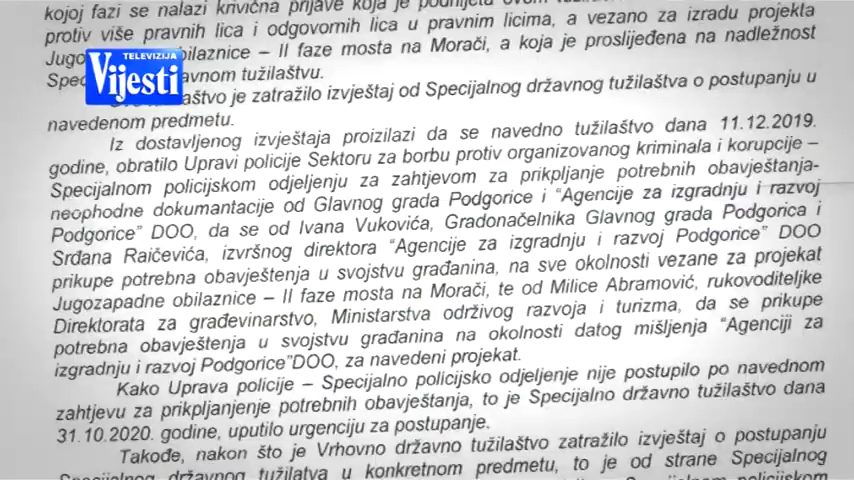 kojoj fazi se nalazi krivična prijave koja je podnijeta
protiv više pravnih lica i odgovornih lica u pravnim licima, a vezano za izradu projekta
obilaznice – II faze mosta na Morači, a koja je proslijeđena na nadležnost
tužilaštvu.
TELEVIZIJA
Vijesti
je zatražilo izvještaj od Specijalnog državnog tužilaštva o postupanju u
navedenom predmetu.
Iz dostavljenog izvještaja proizilazi da se navedno tužilaštvo dana 11.12.2019.
godine, obratilo Upravi policije Sektoru za borbu protiv organizovanog kriminala i korupcije –
Specijalnom policijskom odjeljenju za zahtjevom za prikpljanje potrebnih obavještanja-
neophodne dokumantacije od Glavnog grada Podgorice i “Agencije za izgradnju i razvoj
Podgorice” DOO, da se od Ivana Vukovića, Gradonačelnika Glavnog grada Podgorica i
Srđana Raičevića, izvršnog direktora “Agencije za izgradnju i razvoj Podgorice” DOO
prikupe potrebna obavještenja u svojstvu građanina, na sve okolnosti vezane za projekat
Jugozapadne obilaznice – II faze mosta na Morači, te od Milice Abramović, rukovoditeljke
Direktorata za građevinarstvo, Ministarstva održivog razvoja i turizma, da se prikupe
potrebna obavještenja u svojstvu građanina na okolnosti datog mišljenja “Agenciji za
izgradnju i razvoj Podgorice”DOO, za navedeni projekat.
Kako Uprava policije – Specijalno policijsko odjeljenje nije postupilo po navednom
zahtjevu za prikpljanjenje potrebnih obavještanja, to je Specijalno državno tužilaštvo dana
31.10.2020. godine, uputilo urgenciju za postupanje.
Takođe, nakon što je Vrhovno državno tužilaštvo zatražilo izvještaj o postupanju
Specijalnog državnog tužilatva u konkretnom predmetu, to je od strane Specijalnog